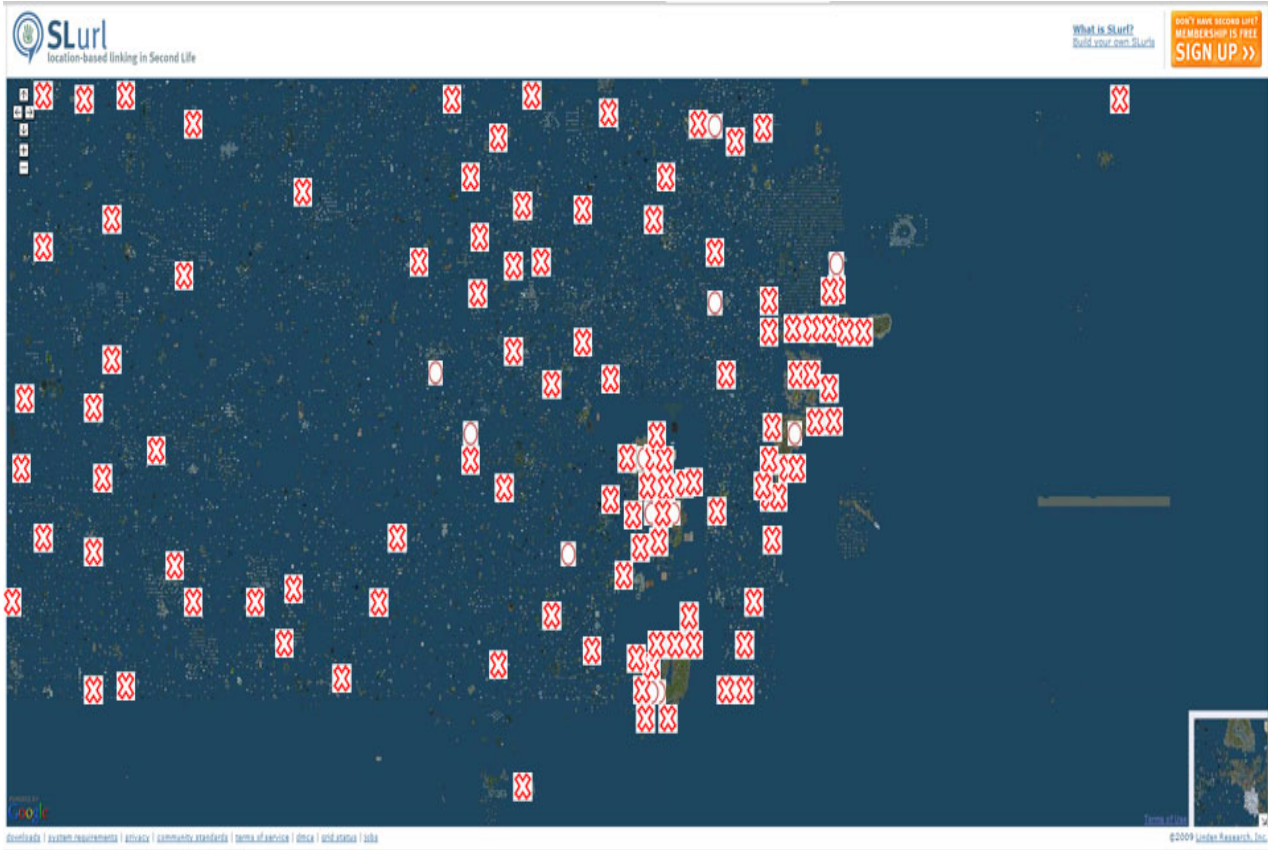 SLurl
location-based linking in Second Life
What is SLurl?
Build your own SLurls
DON'T HAVE SECOND LIFE?
MEMBERSHIP IS FREE
SIGN UP >>
POWERED BY
Google
Terms of Use
downloads | system requirements | privacy | community standards | terms of service | dmca | grid status | jobs
©2009 Linden Research, Inc.